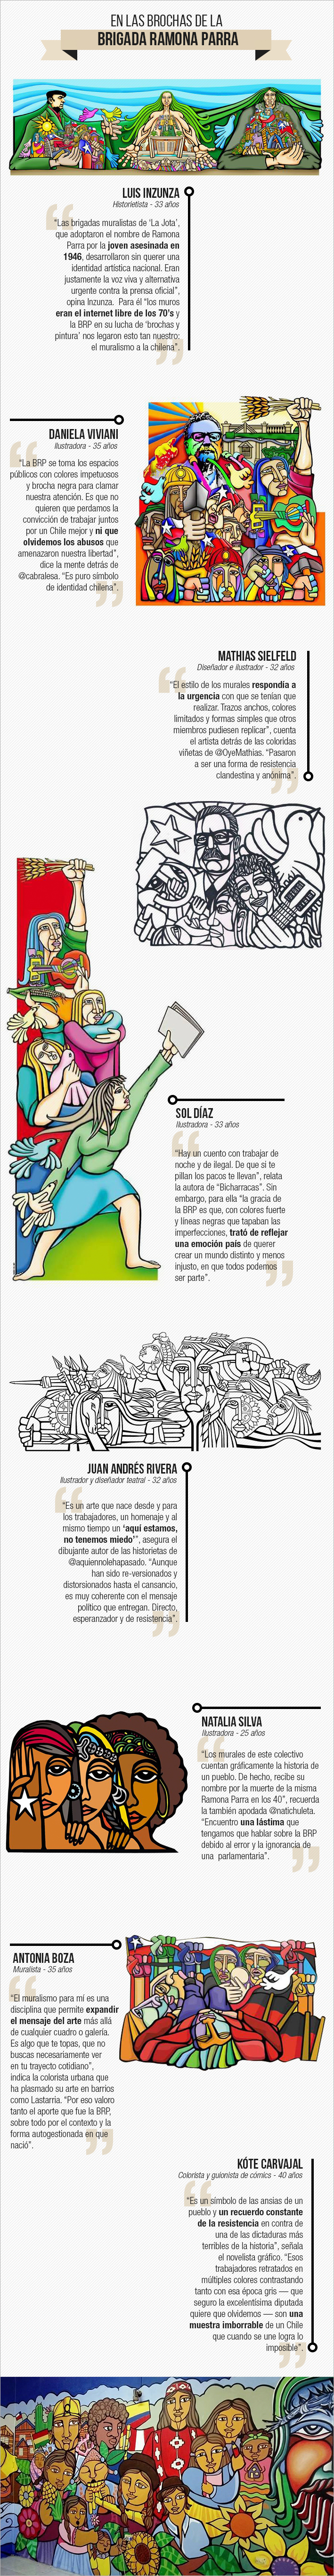 EN LAS BROCHAS DE LA
BRIGADA RAMONA PARRA
LUIS INZUNZA
Historietista - 33 años
“Las brigadas muralistas de ‘La Jota’,
que adoptaron el nombre de Ramona
Parra por la joven asesinada en
1946, desarrollaron sin querer una
identidad artística nacional. Eran
justamente la voz viva y alternativa
urgente contra la prensa oficial”,
opina Inzunza.  Para él “los muros
eran el internet libre de los 70’s y
la BRP en su lucha de ‘brochas y
pintura’ nos legaron esto tan nuestro:
el muralismo a la chilena”.
DANIELA VIVIANI
Ilustradora - 35 años
“La BRP se toma los espacios
públicos con colores impetuosos
y brocha negra para clamar
nuestra atención. Es que no
quieren que perdamos la
convicción de trabajar juntos
por un Chile mejor y ni que
olvidemos los abusos que
amenazaron nuestra libertad”,
dice la mente detrás de
@cabralesa. “Es puro símbolo
de identidad chilena”.
MATHIAS SIELFELD
Diseñador e ilustrador - 32 años
“El estilo de los murales respondía a
la urgencia con que se tenían que
realizar. Trazos anchos, colores
limitados y formas simples que otros
miembros pudiesen replicar”, cuenta
el artista detrás de las coloridas
viñetas de @OyeMathias. “Pasaron
a ser una forma de resistencia
clandestina y anónima”.
SOL DÍAZ
Ilustradora - 33 años
“Hay un cuento con trabajar de
noche y de ilegal. De que si te
pillan los pacos te llevan”, relata
la autora de “Bicharracas”. Sin
embargo, para ella “la gracia de
la BRP es que, con colores fuerte
y líneas negras que tapaban las
imperfecciones, trató de reflejar
una emoción país de querer
crear un mundo distinto y menos
injusto, en que todos podemos
ser parte”.
JUAN ANDRÉS RIVERA
Ilustrador y diseñador teatral - 32 años
“Es un arte que nace desde y para
los trabajadores, un homenaje y al
mismo tiempo un ‘aquí estamos,
no tenemos miedo’”, asegura el
dibujante autor de las historietas de
@aquiennolehapasado. “Aunque
han sido re-versionados y
distorsionados hasta el cansancio,
es muy coherente con el mensaje
político que entregan. Directo,
esperanzador y de resistencia”.
NATALIA SILVA
Ilustradora - 25 años
“Los murales de este colectivo
cuentan gráficamente la historia de
un pueblo. De hecho, recibe su
nombre por la muerte de la misma
Ramona Parra en los 40”, recuerda
la también apodada @natichuleta.
“Encuentro una lástima que
tengamos que hablar sobre la BRP
debido al error y la ignorancia de
una  parlamentaria”.
ANTONIA BOZA
Muralista - 35 años
“El muralismo para mí es una
disciplina que permite expandir
el mensaje del arte más allá
de cualquier cuadro o galería.
Es algo que te topas, que no
buscas necesariamente ver
en tu trayecto cotidiano”,
indica la colorista urbana que
ha plasmado su arte en barrios
como Lastarria. “Por eso valoro
tanto el aporte que fue la BRP,
sobre todo por el contexto y la
forma autogestionada en que
nació”.
KÓTE CARVAJAL
Colorista y guionista de cómics - 40 años
“Es un símbolo de las ansias de un
pueblo y un recuerdo constante
de la resistencia en contra de
una de las dictaduras más
terribles de la historia”, señala
el novelista gráfico. “Esos
trabajadores retratados en
múltiples colores contrastando
tanto con esa época gris — que
seguro la excelentísima diputada
quiere que olvidemos — son una
muestra imborrable de un Chile
que cuando se une logra lo
imposible”.